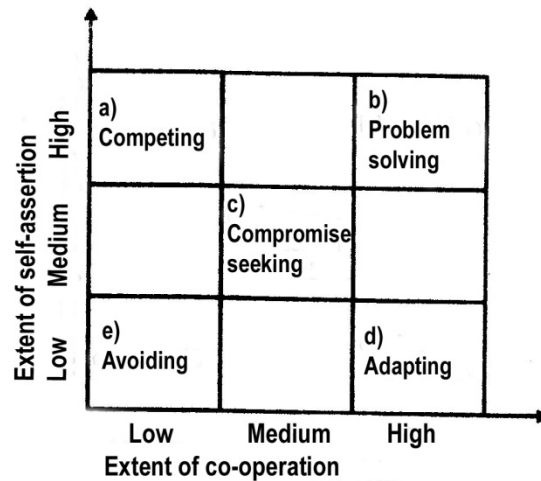 a)
Competing
b)
Problem
solving
c)
Compromise
seeking
e)
Avoiding
d)
Adapting
Extent of self-assertion
Low Medium High
Low Medium High
Extent of co-operation